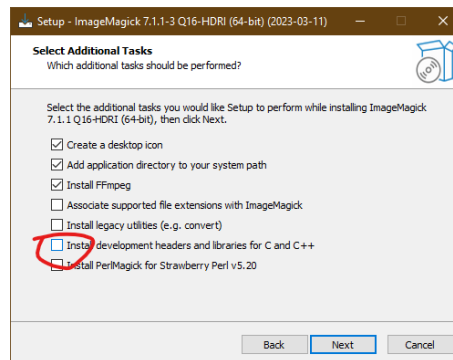 Setup - ImageMagick 7.1.1-3 Q16-HDRI (64-bit) (2023-03-11)
Select Additional Tasks
Which additional tasks should be performed?
Select the additional tasks you would like Setup to perform while installing ImageMagick
7.1.1 Q16-HDRI (64-bit), then click Next.
Create a desktop icon
Add application directory to your system path
Install FFmpeg
Associate supported file extensions with ImageMagick
Install legacy utilities (e.g. convert)
Install development headers and libraries for C and C++
Install PerlMagick for Strawberry Perl v5.20
Back Next Cancel